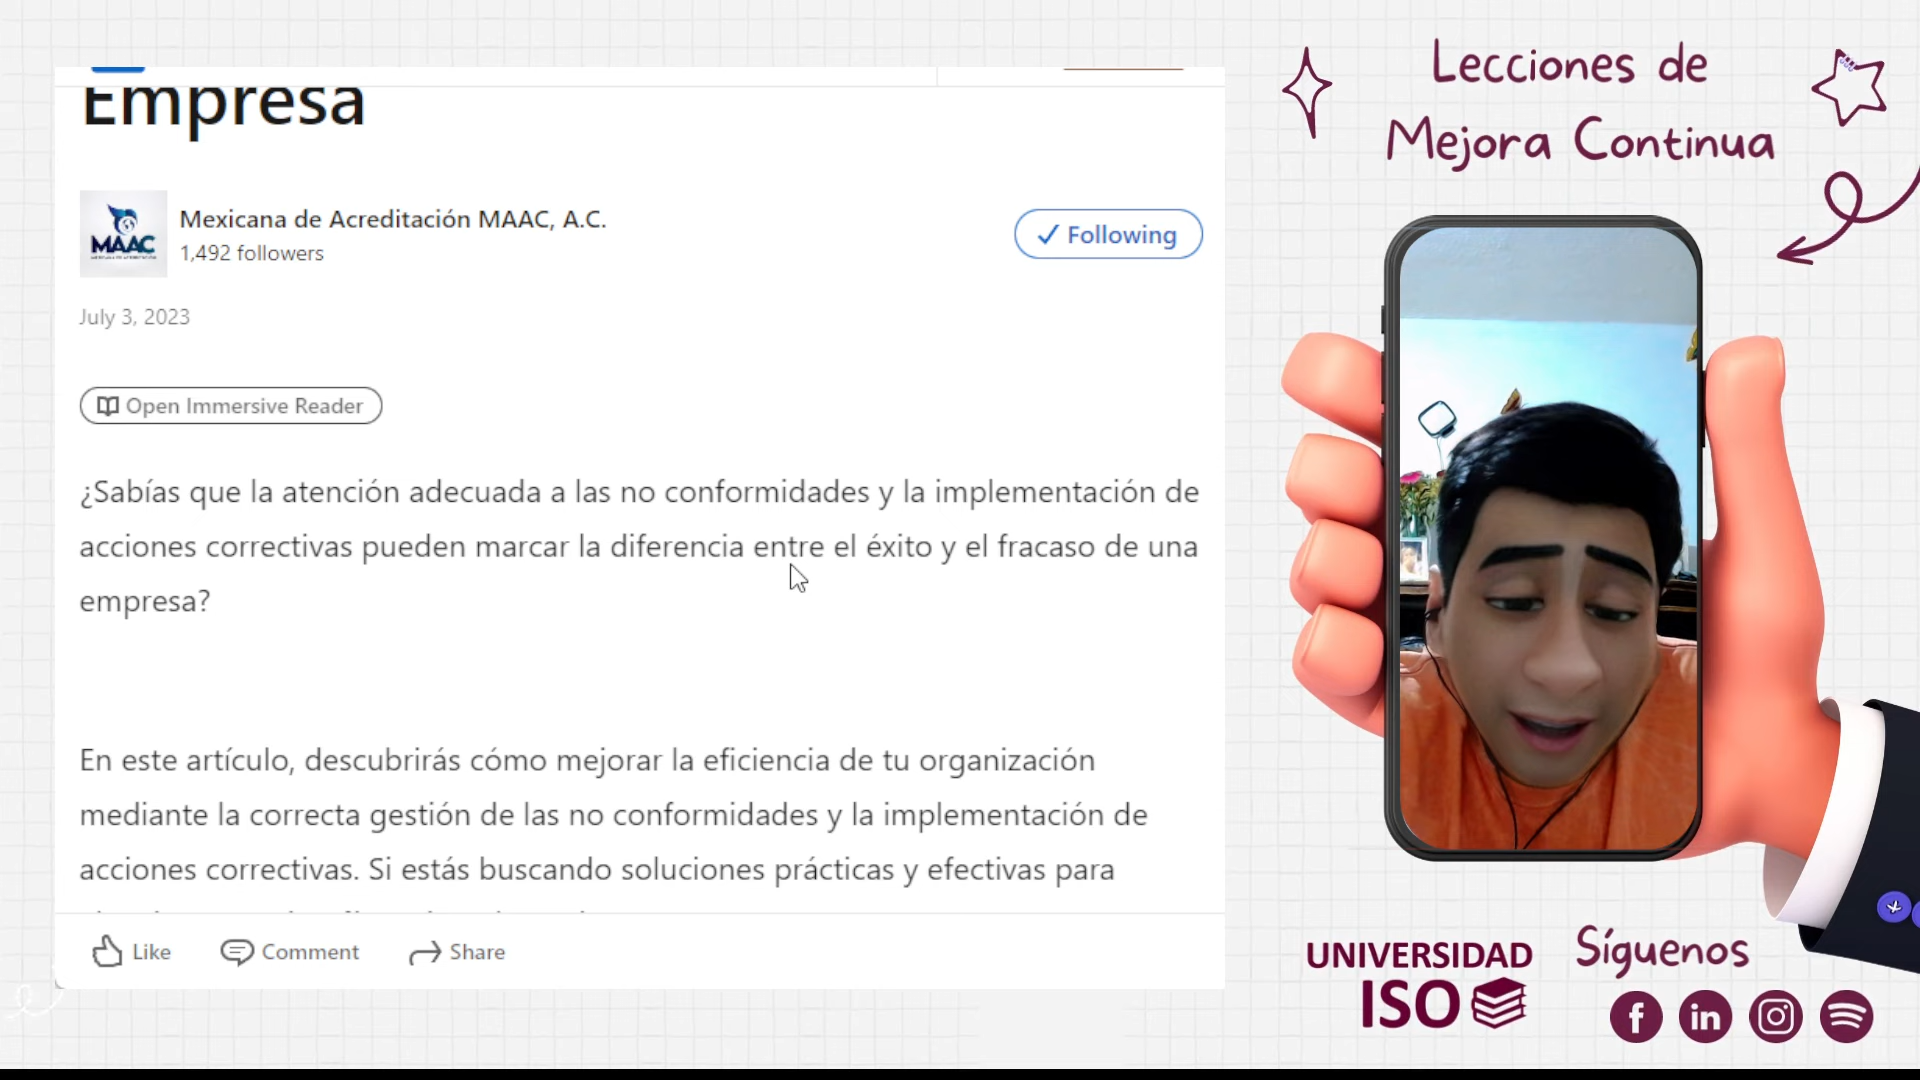 Empresa
MAAC
Mexicana de Acreditación MAAC, A.C.
1,492 followers
Following
July 3, 2023
Open Immersive Reader
¿Sabías que la atención adecuada a las no conformidades y la implementación de
acciones correctivas pueden marcar la diferencia entre el éxito y el fracaso de una
empresa?
En este artículo, descubrirás cómo mejorar la eficiencia de tu organización
mediante la correcta gestión de las no conformidades y la implementación de
acciones correctivas. Si estás buscando soluciones prácticas y efectivas para
Like
Comment
Share
Lecciones de
Mejora Continua
UNIVERSIDAD
ISO
Síguenos